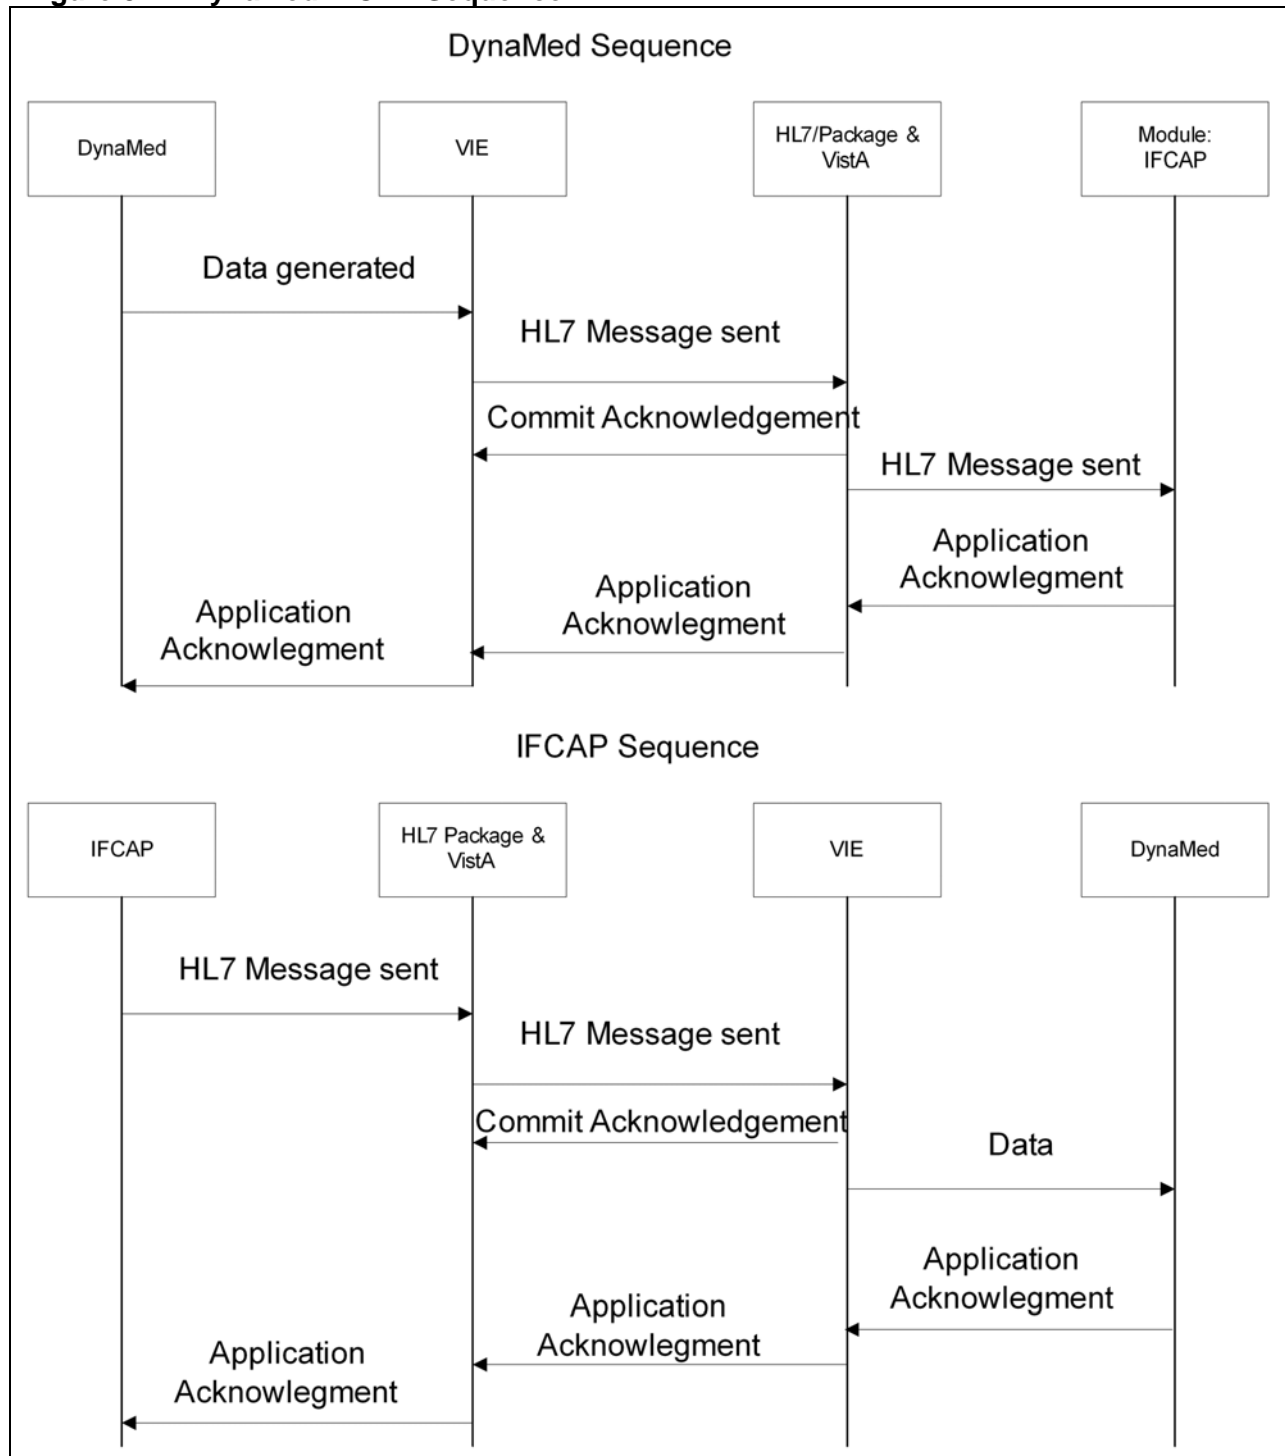 DynaMed Sequence
DynaMed
VIE
HL7/Package &
VistA
Module:
IFCAP
Data generated
HL7 Message sent
Commit Acknowledgement
HL7 Message sent
Application
Acknowlegment
Application
Acknowlegment
Application
Acknowlegment
IFCAP Sequence
IFCAP
HL7 Package &
VistA
VIE
DynaMed
HL7 Message sent
HL7 Message sent
Commit Acknowledgement
Data
Application
Acknowlegment
Application
Acknowlegment
Application
Acknowlegment